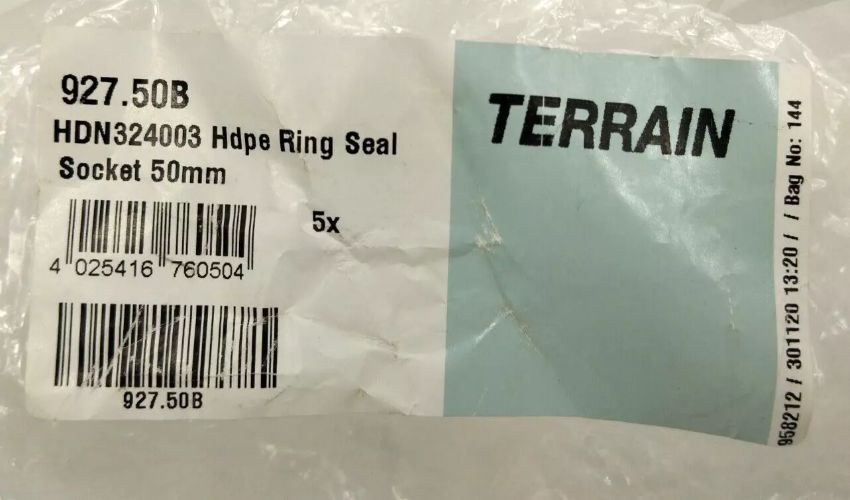 927.50B
HDN324003 Hdpe Ring Seal
Socket 50mm
5x
4 025416 760504
927.50B
TERRAIN
958212 / 301120 13:20 / / Bag No: 144